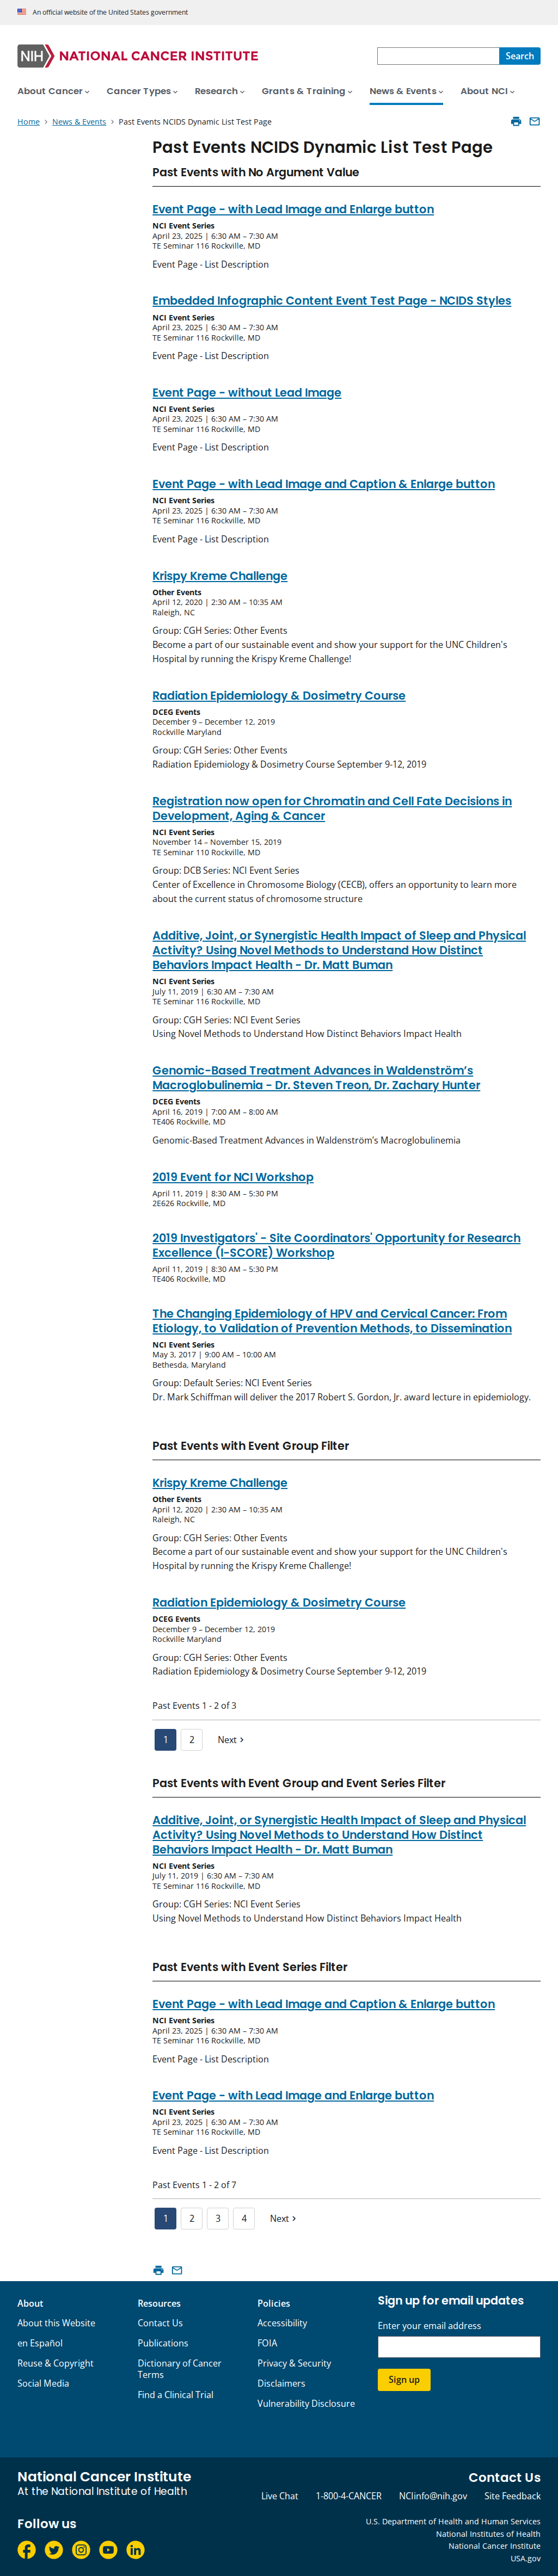 An official website of the United States government
NIH NATIONAL CANCER INSTITUTE
Search
About Cancer
Cancer Types
Research
Grants & Training
News & Events
About NCI
Home > News & Events > Past Events NCIDS Dynamic List Test Page
Past Events NCIDS Dynamic List Test Page
Past Events with No Argument Value
Event Page - with Lead Image and Enlarge button
NCI Event Series
April 23, 2025 | 6:30 AM – 7:30 AM
TE Seminar 116 Rockville, MD
Event Page - List Description
Embedded Infographic Content Event Test Page - NCIDS Styles
NCI Event Series
April 23, 2025 | 6:30 AM – 7:30 AM
TE Seminar 116 Rockville, MD
Event Page - List Description
Event Page - without Lead Image
NCI Event Series
April 23, 2025 | 6:30 AM – 7:30 AM
TE Seminar 116 Rockville, MD
Event Page - List Description
Event Page - with Lead Image and Caption & Enlarge button
NCI Event Series
April 23, 2025 | 6:30 AM – 7:30 AM
TE Seminar 116 Rockville, MD
Event Page - List Description
Krispy Kreme Challenge
Other Events
April 12, 2020 | 2:30 AM – 10:35 AM
Raleigh, NC
Group: CGH Series: Other Events
Become a part of our sustainable event and show your support for the UNC Children's
Hospital by running the Krispy Kreme Challenge!
Radiation Epidemiology & Dosimetry Course
DCEG Events
December 9 – December 12, 2019
Rockville Maryland
Group: CGH Series: Other Events
Radiation Epidemiology & Dosimetry Course September 9-12, 2019
Registration now open for Chromatin and Cell Fate Decisions in
Development, Aging & Cancer
NCI Event Series
November 14 – November 15, 2019
TE Seminar 110 Rockville, MD
Group: DCB Series: NCI Event Series
Center of Excellence in Chromosome Biology (CECB), offers an opportunity to learn more
about the current status of chromosome structure
Additive, Joint, or Synergistic Health Impact of Sleep and Physical
Activity? Using Novel Methods to Understand How Distinct
Behaviors Impact Health - Dr. Matt Buman
NCI Event Series
July 11, 2019 | 6:30 AM – 7:30 AM
TE Seminar 116 Rockville, MD
Group: CGH Series: NCI Event Series
Using Novel Methods to Understand How Distinct Behaviors Impact Health
Genomic-Based Treatment Advances in Waldenström’s
Macroglobulinemia - Dr. Steven Treon, Dr. Zachary Hunter
DCEG Events
April 16, 2019 | 7:00 AM – 8:00 AM
TE406 Rockville, MD
Genomic-Based Treatment Advances in Waldenström’s Macroglobulinemia
2019 Event for NCI Workshop
April 11, 2019 | 8:30 AM – 5:30 PM
2E626 Rockville, MD
2019 Investigators' - Site Coordinators' Opportunity for Research
Excellence (I-SCORE) Workshop
April 11, 2019 | 8:30 AM – 5:30 PM
TE406 Rockville, MD
The Changing Epidemiology of HPV and Cervical Cancer: From
Etiology, to Validation of Prevention Methods, to Dissemination
NCI Event Series
May 3, 2017 | 9:00 AM – 10:00 AM
Bethesda, Maryland
Group: Default Series: NCI Event Series
Dr. Mark Schiffman will deliver the 2017 Robert S. Gordon, Jr. award lecture in epidemiology.
Past Events with Event Group Filter
Krispy Kreme Challenge
Other Events
April 12, 2020 | 2:30 AM – 10:35 AM
Raleigh, NC
Group: CGH Series: Other Events
Become a part of our sustainable event and show your support for the UNC Children's
Hospital by running the Krispy Kreme Challenge!
Radiation Epidemiology & Dosimetry Course
DCEG Events
December 9 – December 12, 2019
Rockville Maryland
Group: CGH Series: Other Events
Radiation Epidemiology & Dosimetry Course September 9-12, 2019
Past Events 1 - 2 of 3
1 2 Next >
Past Events with Event Group and Event Series Filter
Additive, Joint, or Synergistic Health Impact of Sleep and Physical
Activity? Using Novel Methods to Understand How Distinct
Behaviors Impact Health - Dr. Matt Buman
NCI Event Series
July 11, 2019 | 6:30 AM – 7:30 AM
TE Seminar 116 Rockville, MD
Group: CGH Series: NCI Event Series
Using Novel Methods to Understand How Distinct Behaviors Impact Health
Past Events with Event Series Filter
Event Page - with Lead Image and Caption & Enlarge button
NCI Event Series
April 23, 2025 | 6:30 AM – 7:30 AM
TE Seminar 116 Rockville, MD
Event Page - List Description
Event Page - with Lead Image and Enlarge button
NCI Event Series
April 23, 2025 | 6:30 AM – 7:30 AM
TE Seminar 116 Rockville, MD
Event Page - List Description
Past Events 1 - 2 of 7
1 2 3 4 Next >
About
About this Website
en Español
Reuse & Copyright
Social Media
Resources
Contact Us
Publications
Dictionary of Cancer
Terms
Find a Clinical Trial
Policies
Accessibility
FOIA
Privacy & Security
Disclaimers
Vulnerability Disclosure
Sign up for email updates
Enter your email address
Sign up
National Cancer Institute
At the National Institutes of Health
Contact Us
Live Chat
1-800-4-CANCER
NCIinfo@nih.gov
Site Feedback
Follow us
U.S. Department of Health and Human Services
National Institutes of Health
National Cancer Institute
USA.gov